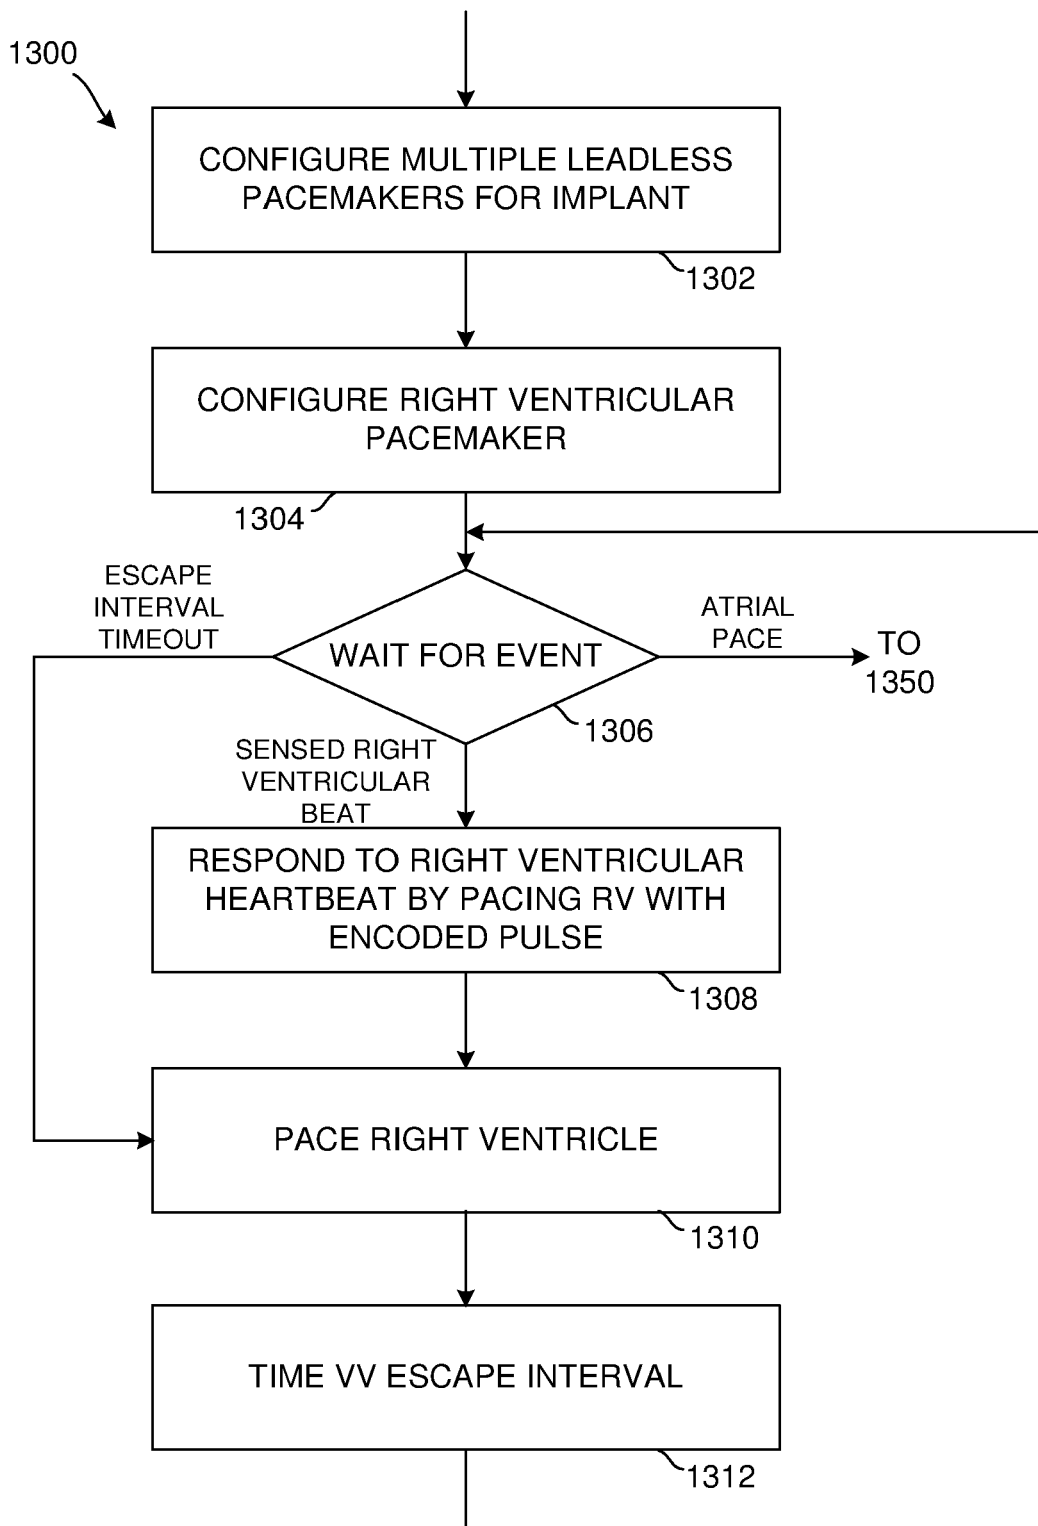 1300
CONFIGURE MULTIPLE LEADLESS
PACEMAKERS FOR IMPLANT
1302
CONFIGURE RIGHT VENTRICULAR
PACEMAKER
1304
ESCAPE
INTERVAL
TIMEOUT
WAIT FOR EVENT
ATRIAL
PACE
TO
1350
1306
SENSED RIGHT
VENTRICULAR
BEAT
RESPOND TO RIGHT VENTRICULAR
HEARTBEAT BY PACING RV WITH
ENCODED PULSE
1308
PACE RIGHT VENTRICLE
1310
TIME VV ESCAPE INTERVAL
1312